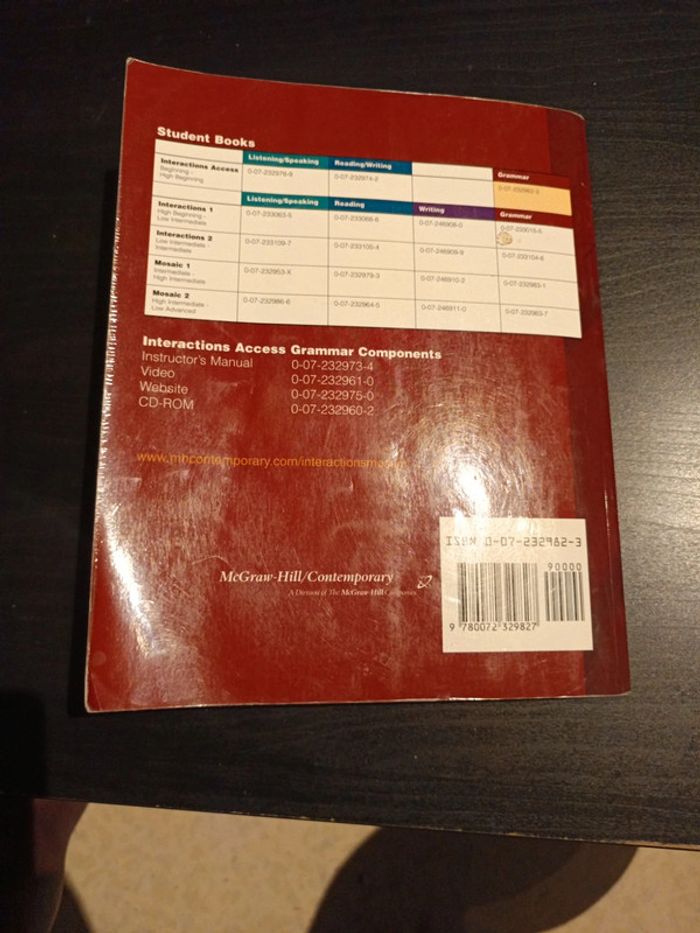 Student Books
Listening/Speaking Reading/Writing Grammar
Interactions Access 0-07-232976-9 0-07-232974-2 0-07-232982-3
Beginning -
High Beginning
Listening/Speaking Reading Writing Grammar
Interactions 1 0-07-233063-5 0-07-233068-6 0-07-246908-0
High Beginning -
Low Intermediate
Interactions 2 0-07-233109-7 0-07-233105-4 0-07-246909-9 0-07-233104-6
Low Intermediate -
Intermediate
Mosaic 1 0-07-232953-X 0-07-232979-3 0-07-246910-2 0-07-232983-1
Intermediate -
High Intermediate
Mosaic 2 0-07-232986-6 0-07-232964-5 0-07-246911-0 0-07-232983-7
High Intermediate -
Low Advanced
Interactions Access Grammar Components
Instructor's Manual 0-07-232973-4
Video 0-07-232961-0
Website 0-07-232975-0
CD-ROM 0-07-232960-2
ISBN 0-07-232982-3
90000
McGraw-Hill/Contemporary
A Division of The McGraw-Hill Companies
9 780072 329827